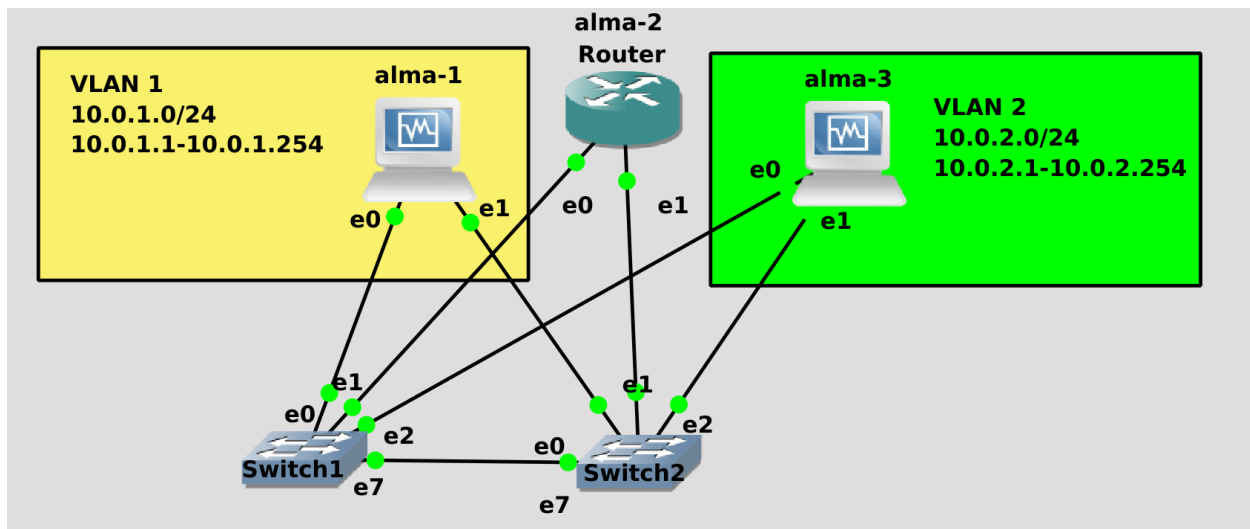 alma-2
Router
VLAN 1
10.0.1.0/24
10.0.1.1-10.0.1.254
alma-1
alma-3
VLAN 2
10.0.2.0/24
10.0.2.1-10.0.2.254
e0
e1
e0
e1
e0
e1
e1
e0
e2
e7
Switch1
e1
e0
e2
e7
Switch2